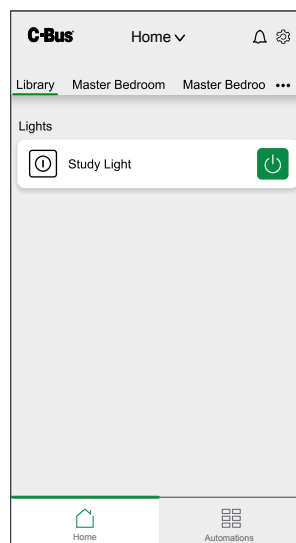 C-Bus Home
Library Master Bedroom Master Bedroo
Lights
Study Light
Home Automations